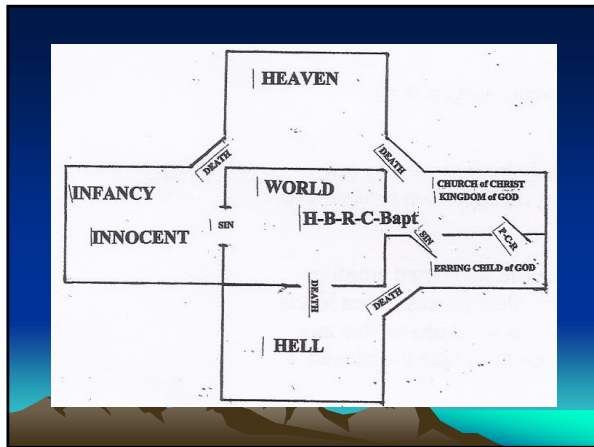 HEAVEN
DEATH
DEATH
INFANCY
INNOCENT
SIN
WORLD
H-B-R-C-Bapt
CHURCH of CHRIST
KINGDOM of GOD
SIN
P-C-R
ERRING CHILD of GOD
DEATH
DEATH
HELL